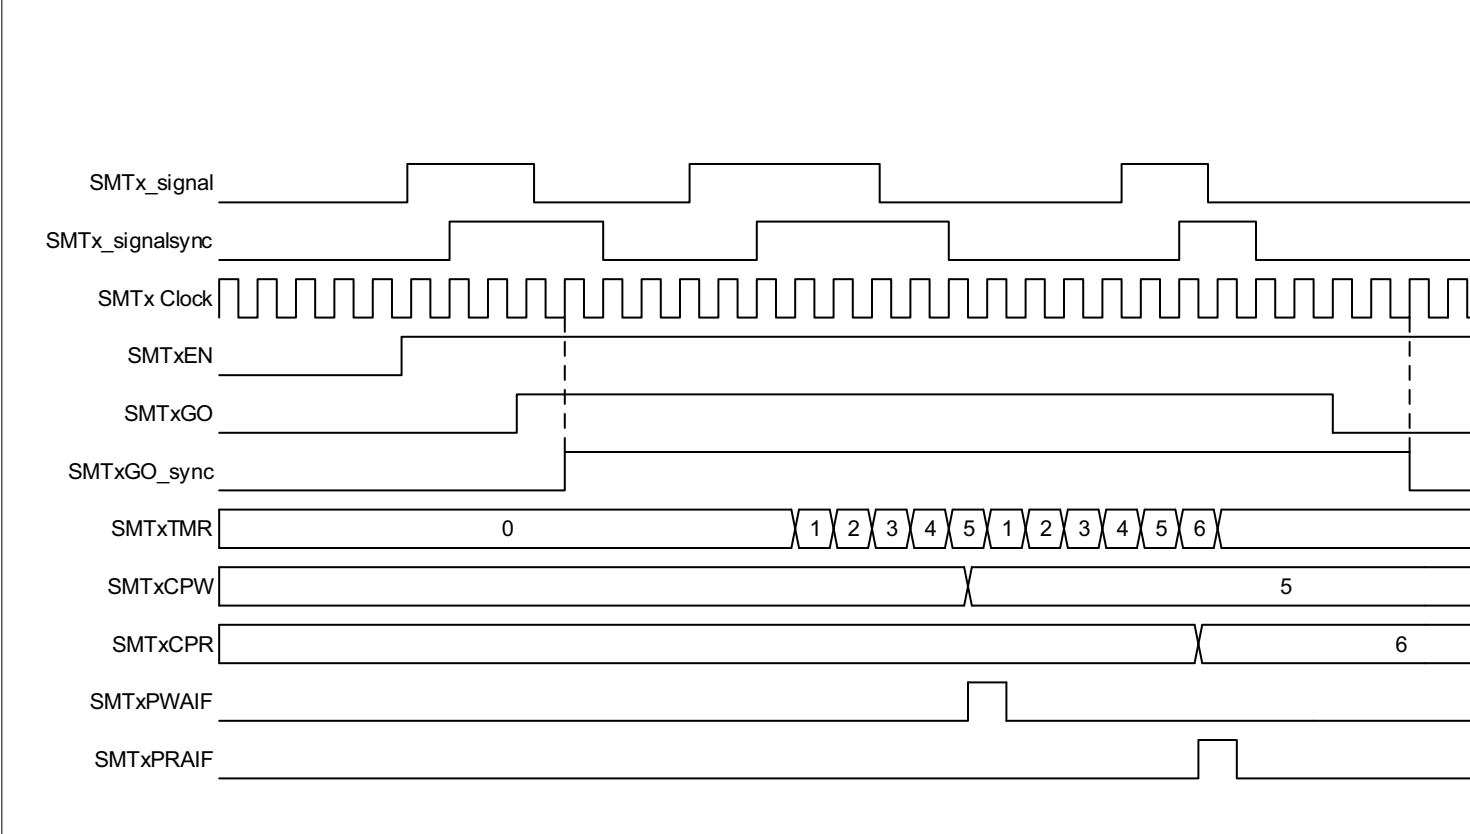 SMTx_signal
SMTx_signalsync
SMTx Clock
SMTxEN
SMTxGO
SMTxGO_sync
SMTxTMR 0 1 2 3 4 5 1 2 3 4 5 6
SMTxCPW 5
SMTxCPR 6
SMTxPWAIF
SMTxPRAIF